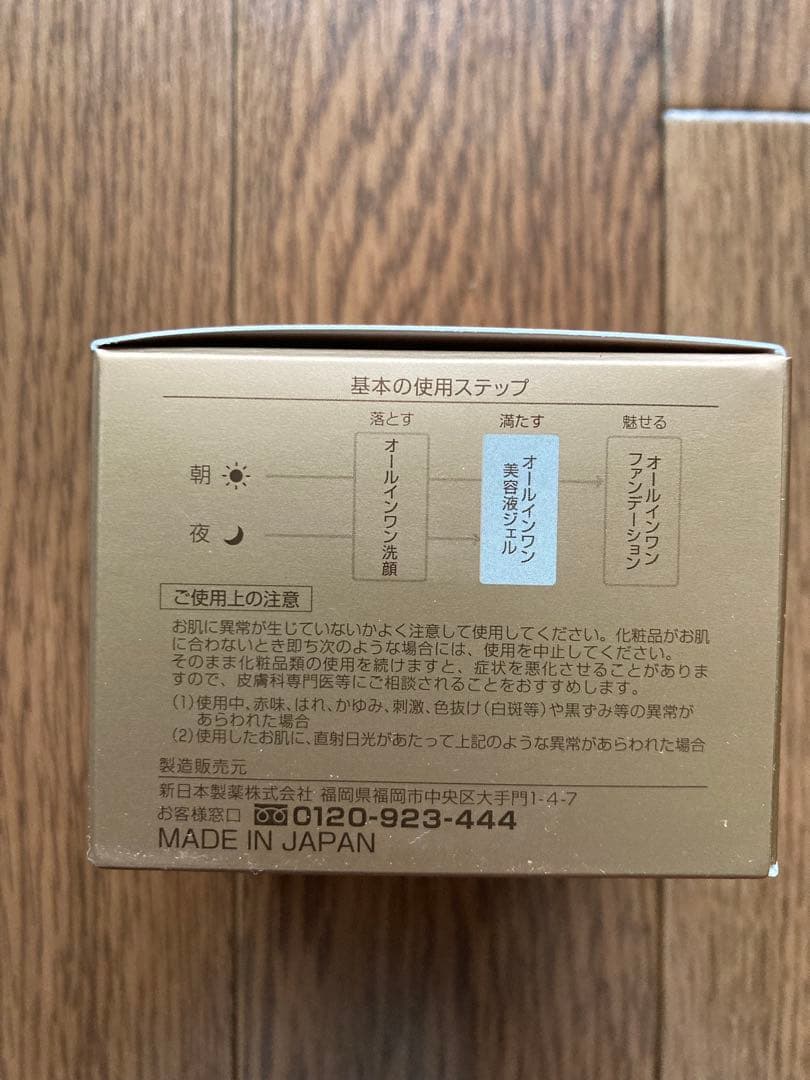 基本の使用ステップ
落とす 満たす 魅せる
朝
夜
オールインワン洗顔
オールインワン
美容液ジェル
オールインワン
ファンデーション
ご使用上の注意
お肌に異常が生じていないかよく注意して使用してください。化粧品がお肌
に合わないとき即ち次のような場合には、使用を中止してください。
そのまま化粧品類の使用を続けますと、症状を悪化させることがありま
すので、皮膚科専門医等にご相談されることをおすすめします。
(1)使用中、赤味、はれ、かゆみ、刺激、色抜け(白斑等)や黒ずみ等の異常が
あらわれた場合
(2)使用したお肌に、直射日光があたって上記のような異常があらわれた場合
製造販売元
新日本製薬株式会社 福岡県福岡市中央区大手門1-4-7
お客様窓口 0120-923-444
MADE IN JAPAN